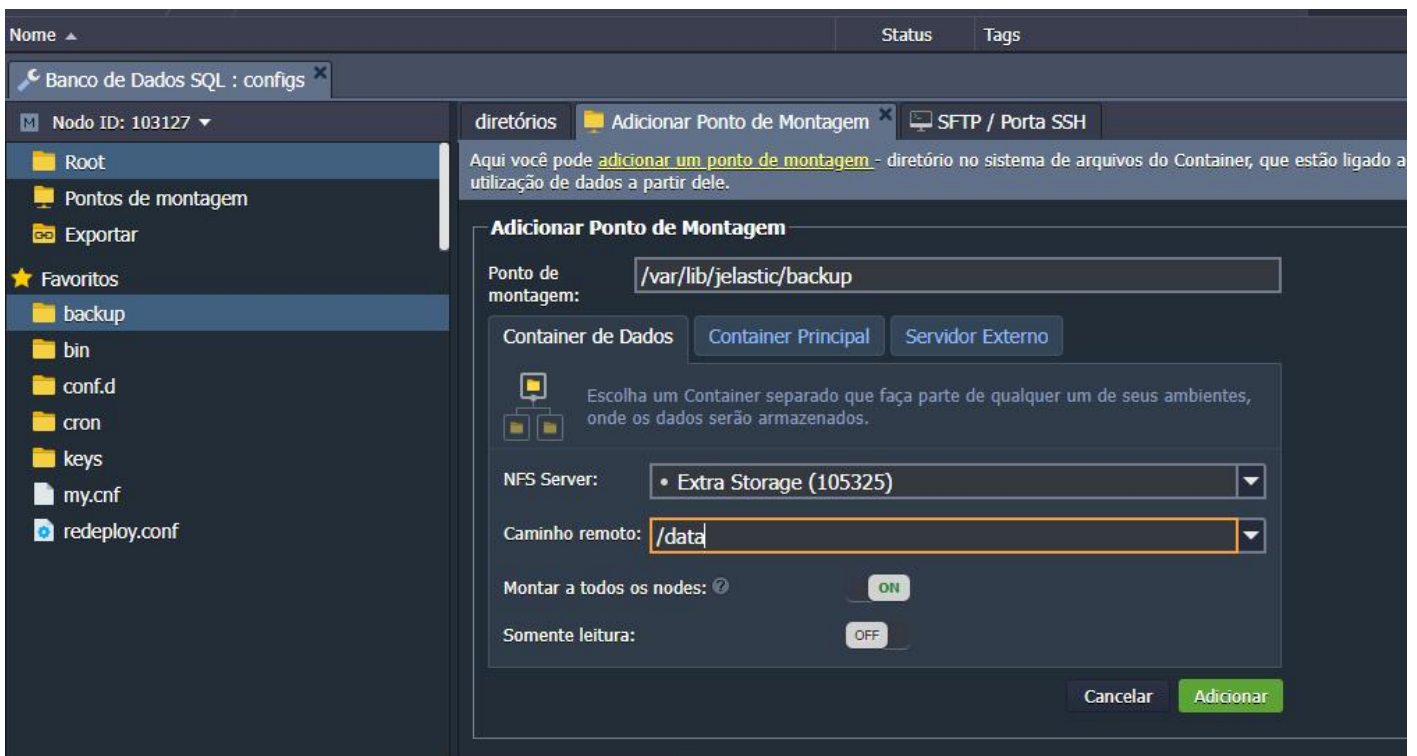 Nome
Status
Tags
Banco de Dados SQL : configs
M Nodo ID: 103127
Root
Pontos de montagem
Exportar
Favoritos
backup
bin
conf.d
cron
keys
my.cnf
redeploy.conf
diretórios
Adicionar Ponto de Montagem
SFTP / Porta SSH
Aqui você pode adicionar um ponto de montagem - diretório no sistema de arquivos do Container, que estão ligado a
utilização de dados a partir dele.
Adicionar Ponto de Montagem
Ponto de
montagem:
/var/lib/jelastic/backup
Container de Dados
Container Principal
Servidor Externo
Escolha um Container separado que faça parte de qualquer um de seus ambientes,
onde os dados serão armazenados.
NFS Server:
• Extra Storage (105325)
Caminho remoto:
/data
Montar a todos os nodes: ?
ON
Somente leitura:
OFF
Cancelar
Adicionar